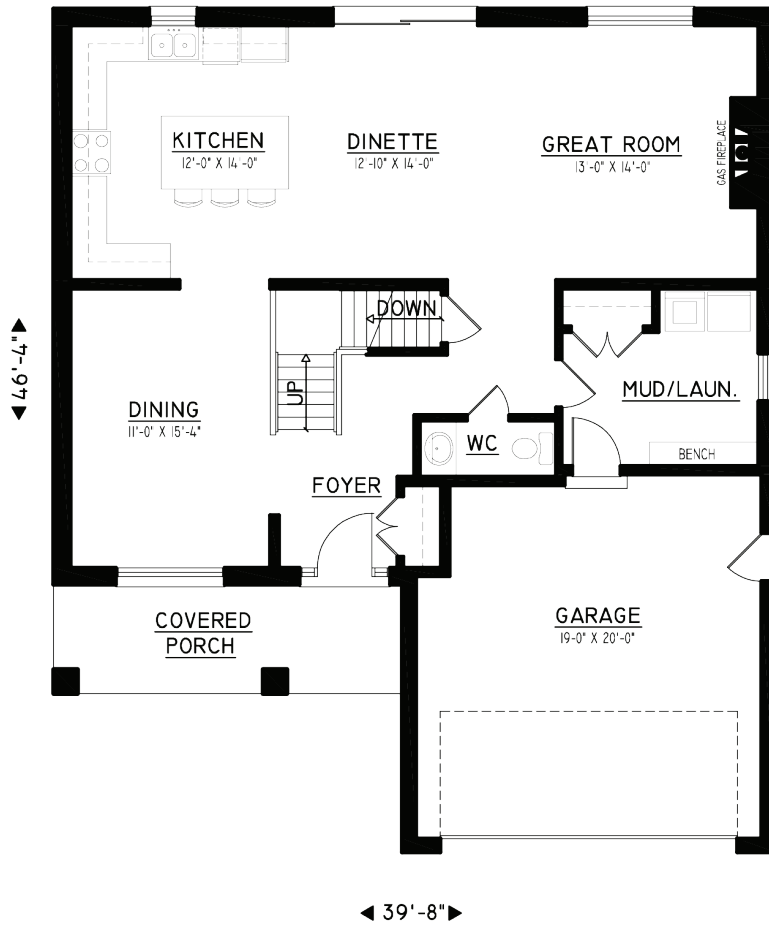 KITCHEN
12'-0" X 14'-0"
DINETTE
12'-10" X 14'-0"
GREAT ROOM
13'-0" X 14'-0"
GAS FIREPLACE
DOWN
UP
46'-4"
DINING
11'-0" X 15'-4"
MUD/LAUN.
WC
BENCH
FOYER
COVERED
PORCH
GARAGE
19-0" X 20'-0"
39'-8"